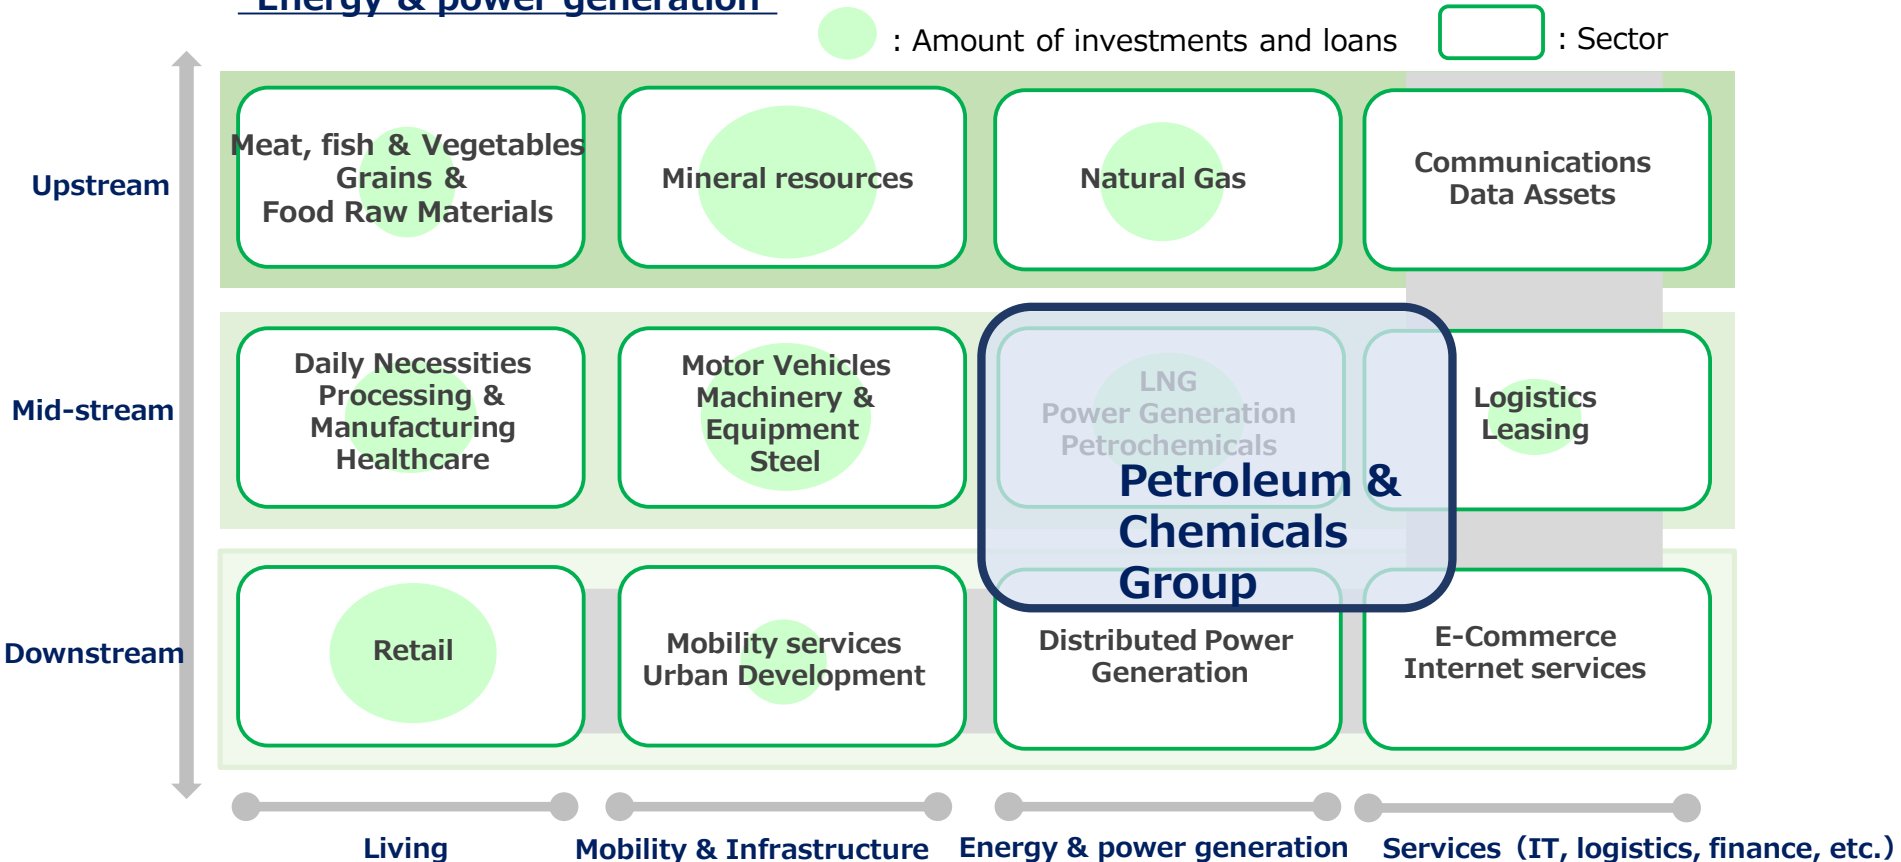 Energy & power generation
: Amount of investments and loans
: Sector
Upstream
Meat, fish & Vegetables
Grains &
Food Raw Materials
Mineral resources
Natural Gas
Communications
Data Assets
Mid-stream
Daily Necessities
Processing &
Manufacturing
Healthcare
Motor Vehicles
Machinery &
Equipment
Steel
LNG
Power Generation
Petrochemicals
Petroleum &
Chemicals
Group
Logistics
Leasing
Downstream
Retail
Mobility services
Urban Development
Distributed Power
Generation
E-Commerce
Internet services
Living
Mobility & Infrastructure
Energy & power generation
Services（IT, logistics, finance, etc.）